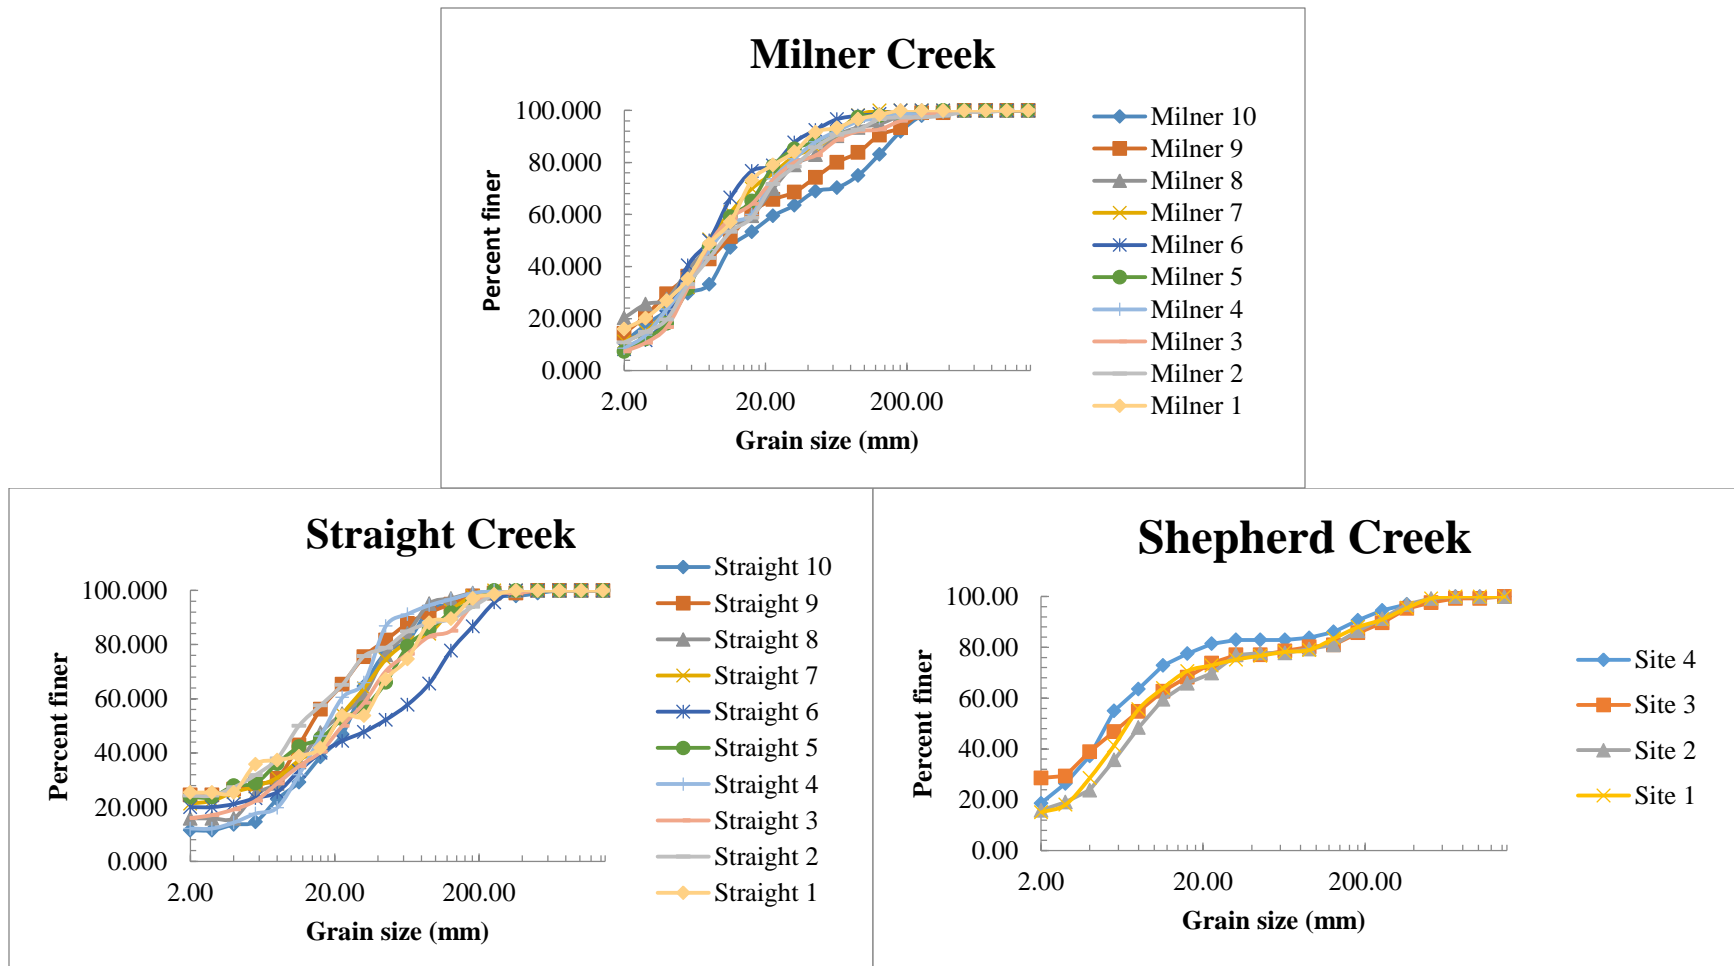 Milner Creek
100.000
80.000
60.000
40.000
20.000
0.000
Percent finer
2.00
20.00
200.00
Grain size (mm)
Milner 10
Milner 9
Milner 8
Milner 7
Milner 6
Milner 5
Milner 4
Milner 3
Milner 2
Milner 1
Straight Creek
100.000
80.000
60.000
40.000
20.000
0.000
Percent finer
2.00
20.00
200.00
Grain size (mm)
Straight 10
Straight 9
Straight 8
Straight 7
Straight 6
Straight 5
Straight 4
Straight 3
Straight 2
Straight 1
Shepherd Creek
100.00
80.00
60.00
40.00
20.00
0.00
Percent finer
2.00
20.00
200.00
Grain size (mm)
Site 4
Site 3
Site 2
Site 1